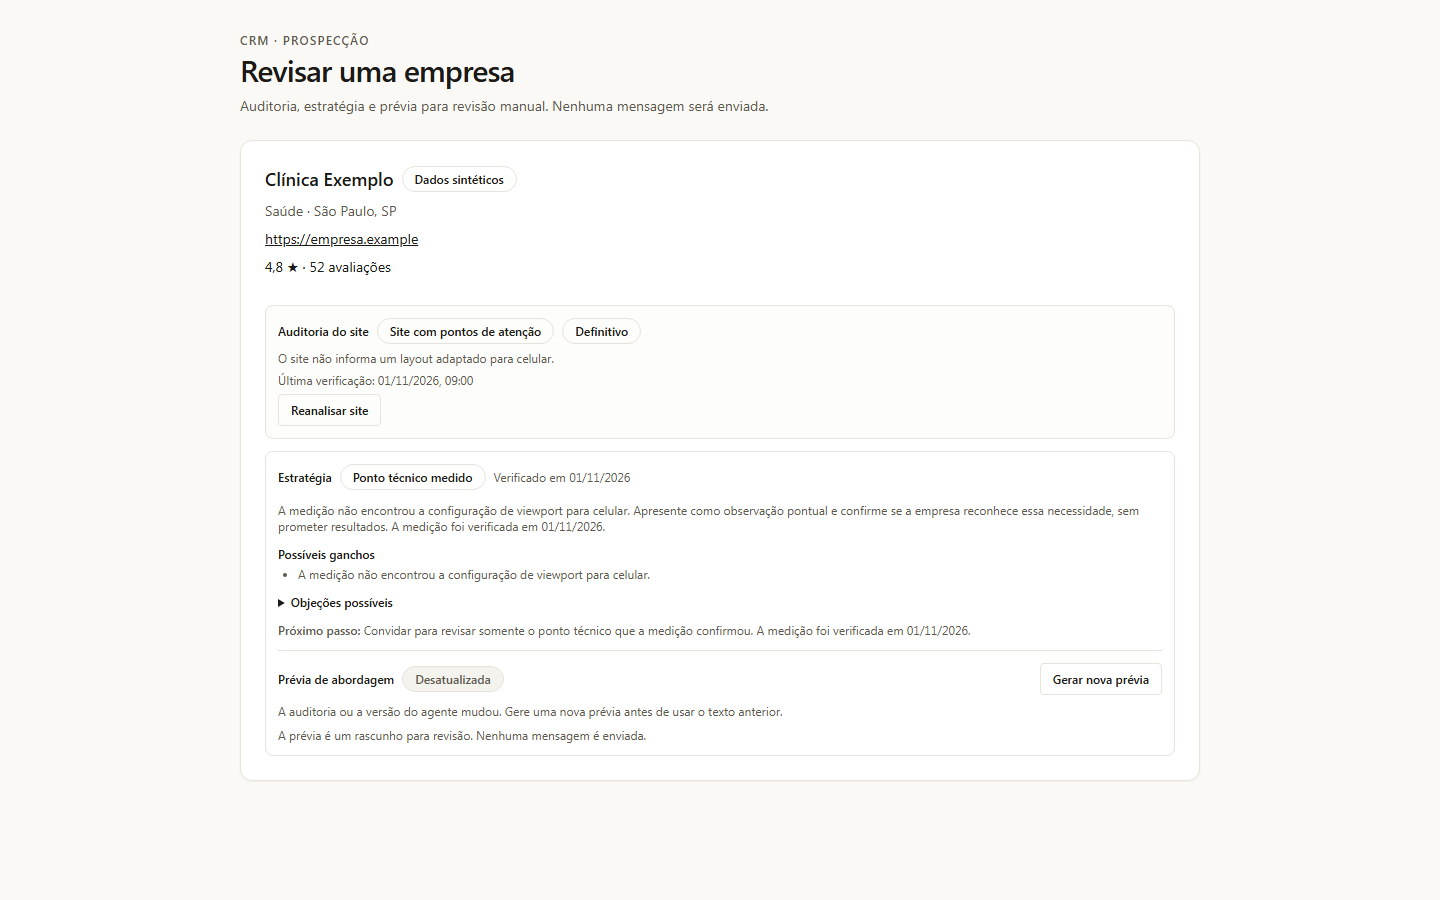 CRM · PROSPECÇÃO
Revisar uma empresa
Auditoria, estratégia e prévia para revisão manual. Nenhuma mensagem será enviada.
Clínica Exemplo Dados sintéticos
Saúde · São Paulo, SP
https://empresa.example
4,8 ★ · 52 avaliações
Auditoria do site Site com pontos de atenção Definitivo
O site não informa um layout adaptado para celular.
Última verificação: 01/11/2026, 09:00
Reanalisar site
Estratégia Ponto técnico medido Verificado em 01/11/2026
A medição não encontrou a configuração de viewport para celular. Apresente como observação pontual e confirme se a empresa reconhece essa necessidade, sem
prometer resultados. A medição foi verificada em 01/11/2026.
Possíveis ganchos
• A medição não encontrou a configuração de viewport para celular.
▶ Objeções possíveis
Próximo passo: Convidar para revisar somente o ponto técnico que a medição confirmou. A medição foi verificada em 01/11/2026.
Prévia de abordagem Desatualizada Gerar nova prévia
A auditoria ou a versão do agente mudou. Gere uma nova prévia antes de usar o texto anterior.
A prévia é um rascunho para revisão. Nenhuma mensagem é enviada.